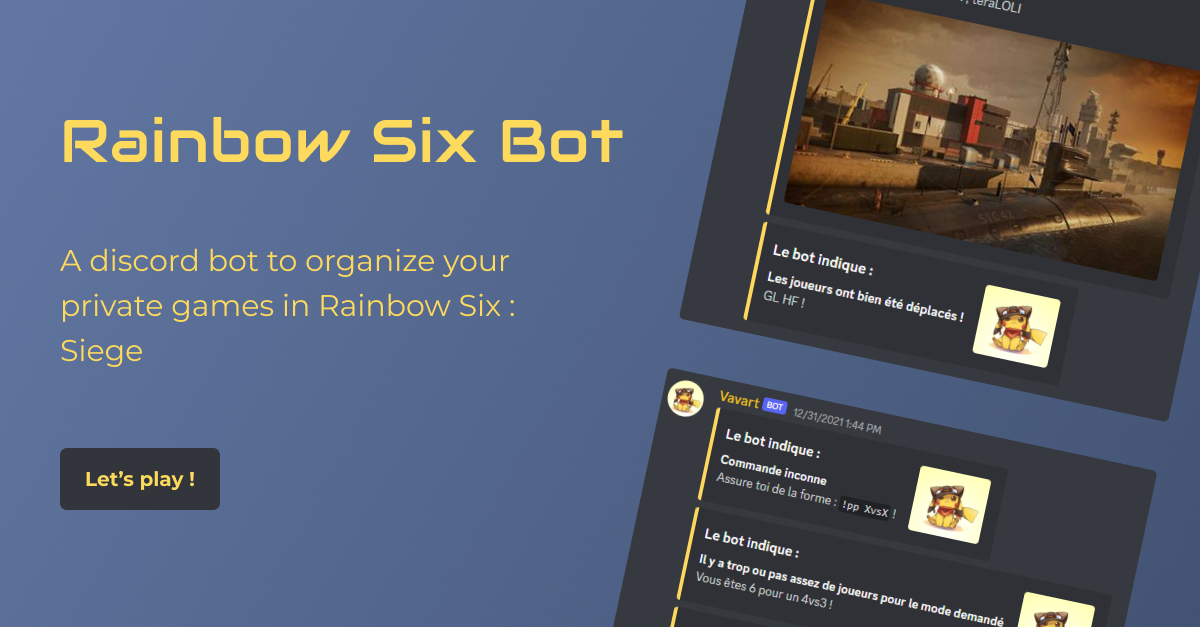 Rainbow Six Bot
A discord bot to organize your
private games in Rainbow Six :
Siege
Let's play !
teraLOLI
STC 42
Le bot indique :
Les joueurs ont bien été déplacés !
GL HF !
Vavart BOT 12/31/2021 1:44 PM
Le bot indique :
Commande inconne
Assure toi de la forme : !pp XvsX !
Le bot indique :
Il y a trop ou pas assez de joueurs pour le mode demandé
Vous êtes 6 pour un 4vs3 !